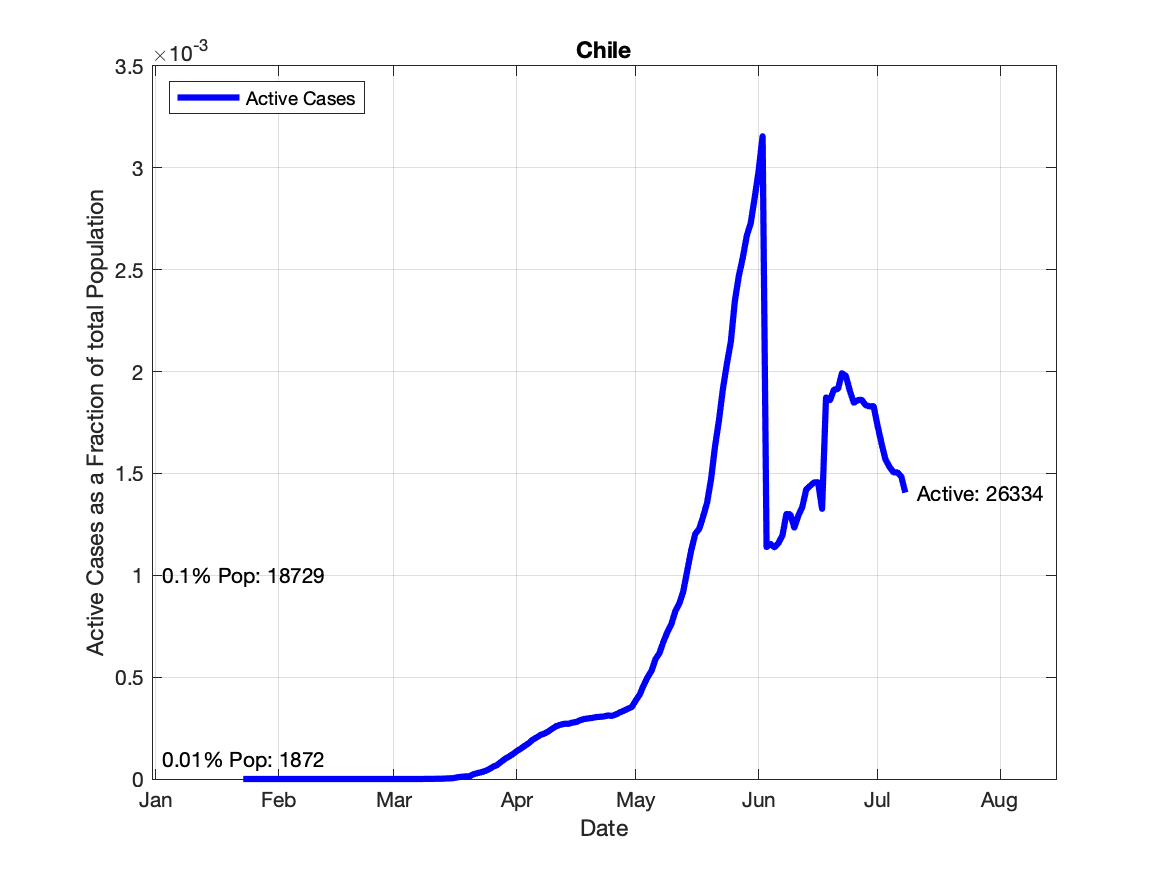 Chile
×10-3
3.5
3
2.5
2
1.5
1
0.5
0
Active Cases as a Fraction of total Population
Active Cases
Active: 26334
0.1% Pop: 18729
0.01% Pop: 1872
Jan Feb Mar Apr May Jun Jul Aug
Date